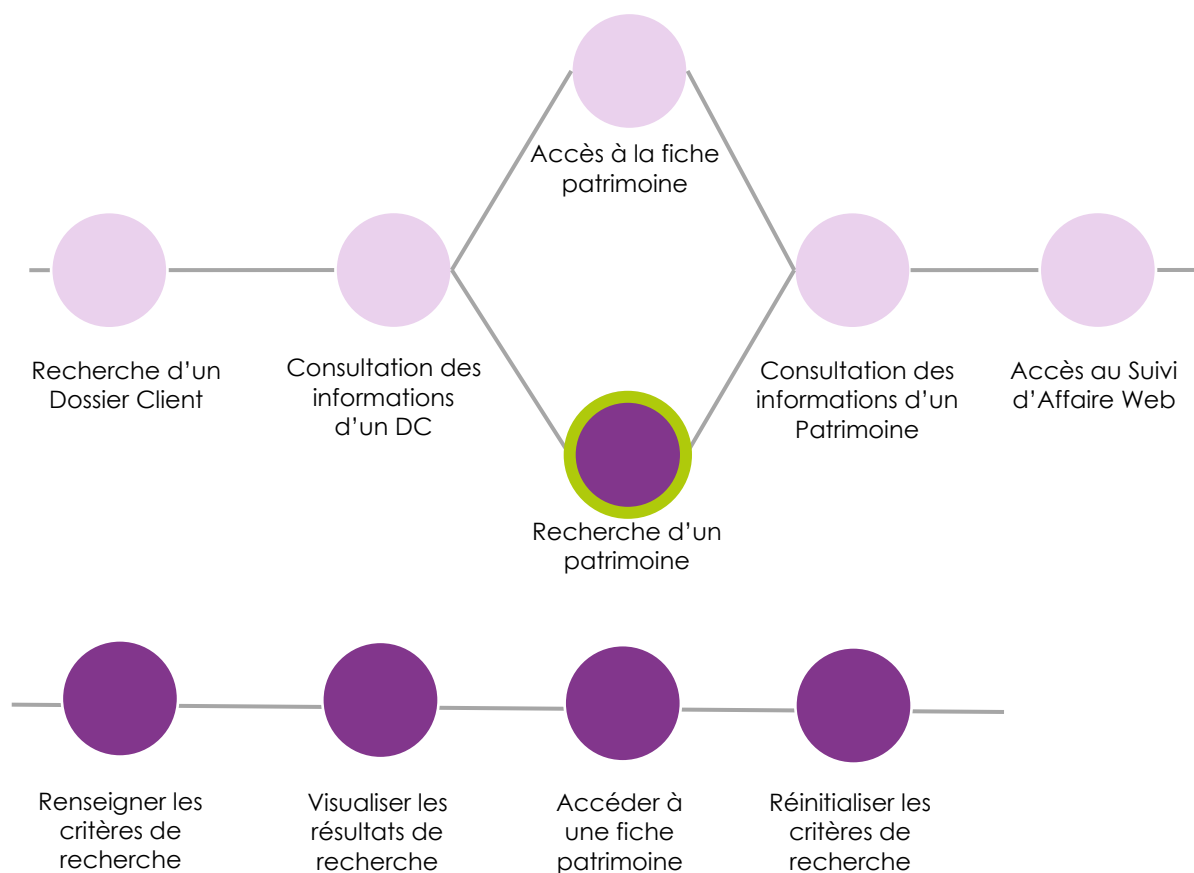 Accès à la fiche
patrimoine
Recherche d’un
Dossier Client
Consultation des
informations
d’un DC
Consultation des
informations d’un
Patrimoine
Accès au Suivi
d’Affaire Web
Recherche d’un
patrimoine
Renseigner les
critères de
recherche
Visualiser les
résultats de
recherche
Accéder à
une fiche
patrimoine
Réinitialiser les
critères de
recherche